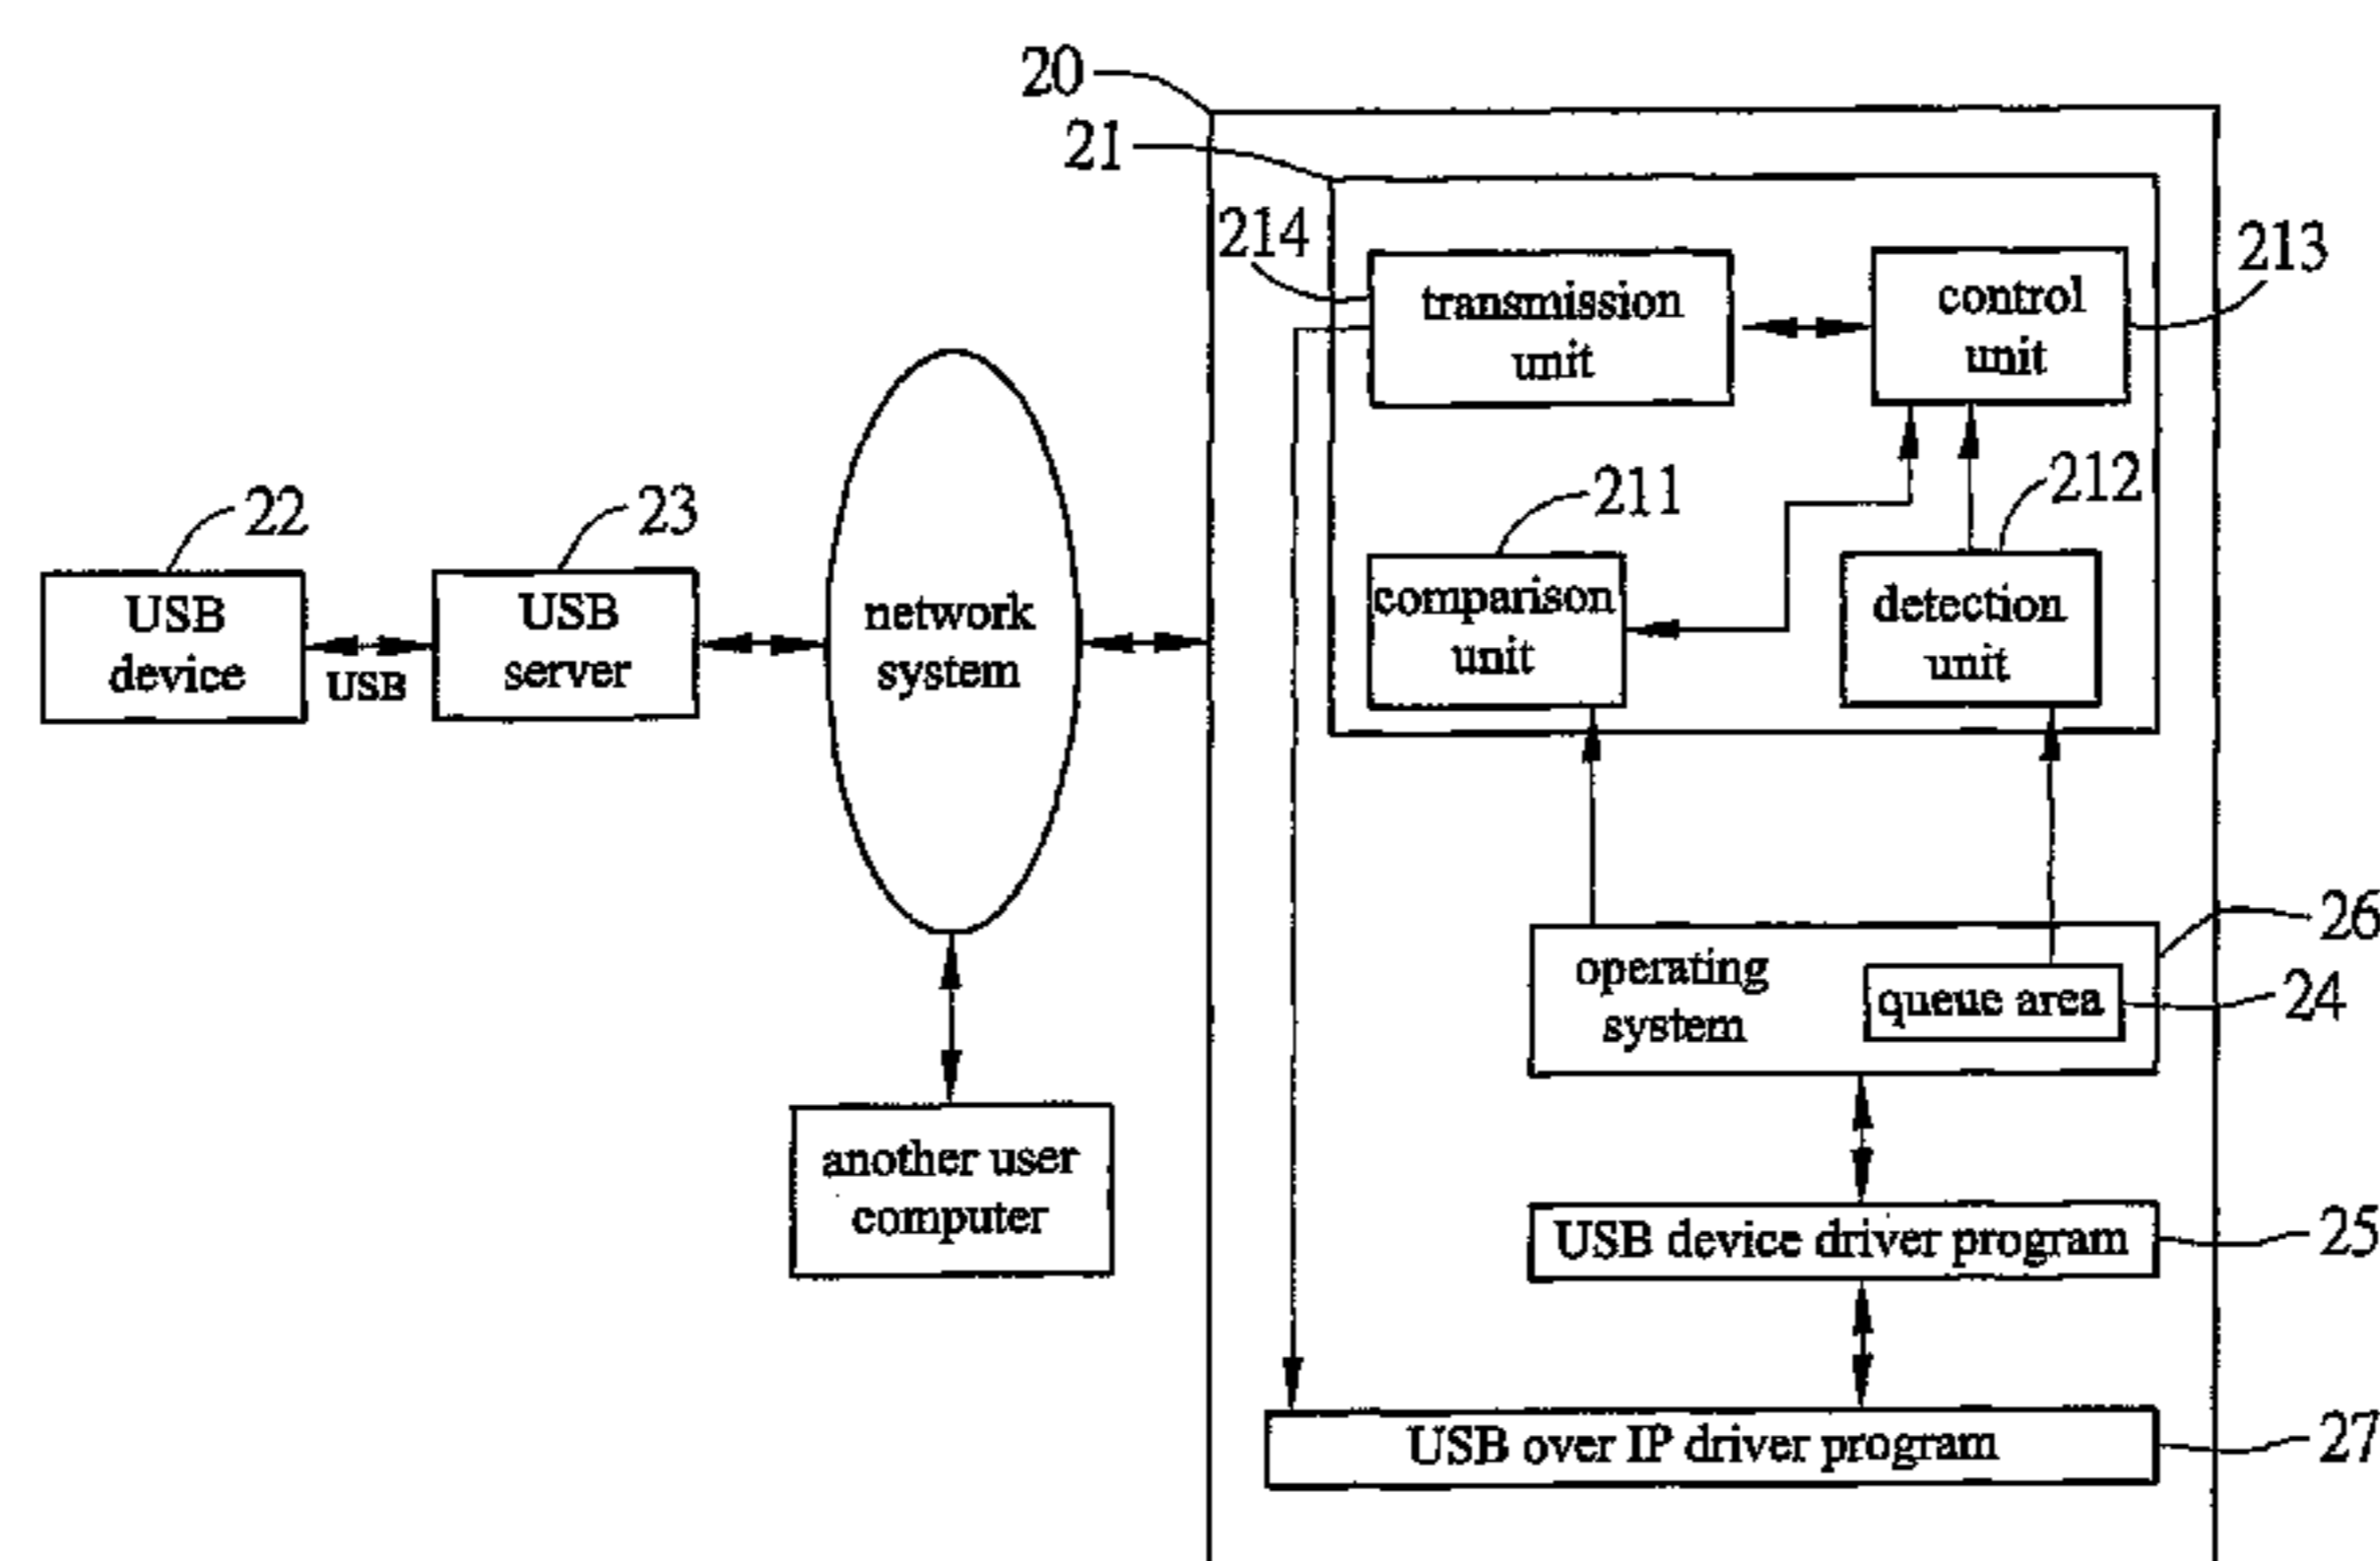 20
21
214
213
transmission
unit
control
unit
211
212
22
23
USB
device
USB
USB
server
network
system
comparison
unit
detection
unit
26
operating
system
queue area
24
another user
computer
USB device driver program
25
USB over IP driver program
27